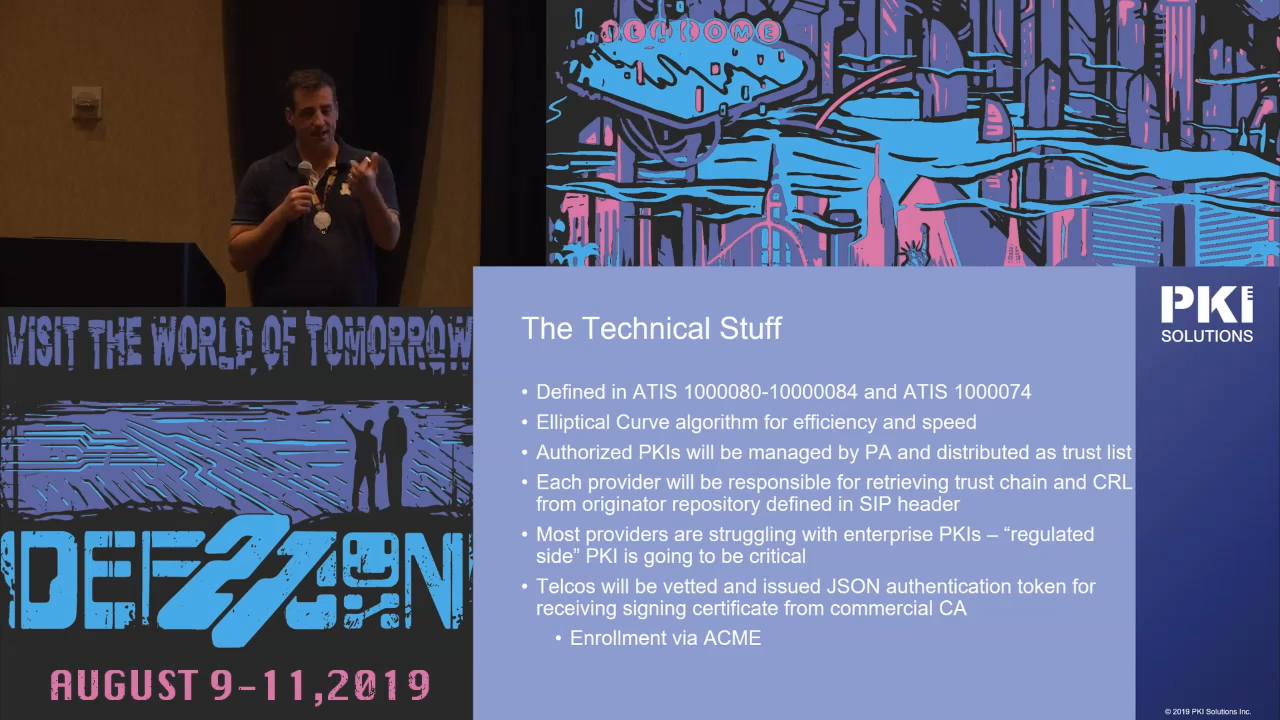 WELCOME
VISIT THE WORLD OF TOMORROW
DEF CON
27
AUGUST 9-11,2019
PKI
SOLUTIONS
The Technical Stuff
• Defined in ATIS 1000080-10000084 and ATIS 1000074
• Elliptical Curve algorithm for efficiency and speed
• Authorized PKIs will be managed by PA and distributed as trust list
• Each provider will be responsible for retrieving trust chain and CRL
from originator repository defined in SIP header
• Most providers are struggling with enterprise PKIs – “regulated
side” PKI is going to be critical
• Telcos will be vetted and issued JSON authentication token for
receiving signing certificate from commercial CA
• Enrollment via ACME
© 2019 PKI Solutions Inc.